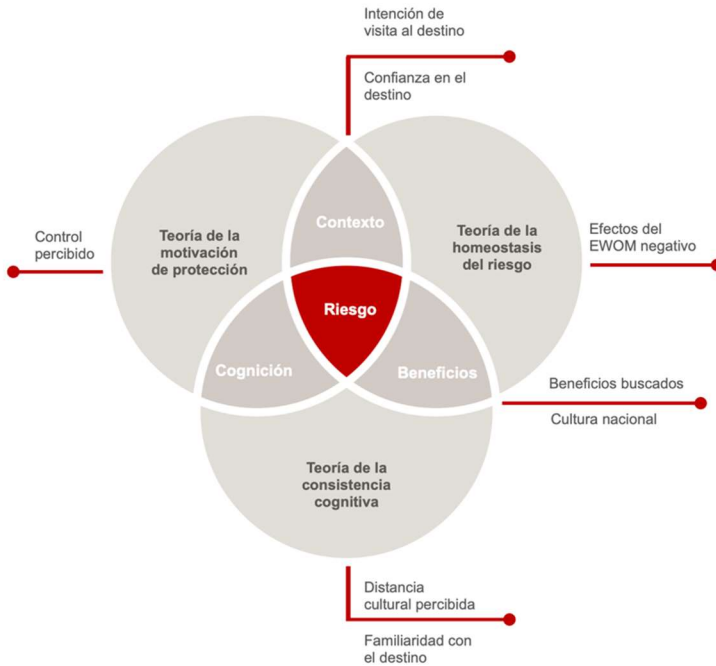 Intención de
visita al destino
Confianza en el
destino
Contexto
Control
percibido
Teoría de la
motivación
de protección
Teoría de la
homeostasis
del riesgo
Efectos del
EWOM negativo
Riesgo
Cognición
Beneficios
Beneficios buscados
Cultura nacional
Teoría de la
consistencia
cognitiva
Distancia
cultural percibida
Familiaridad con
el destino